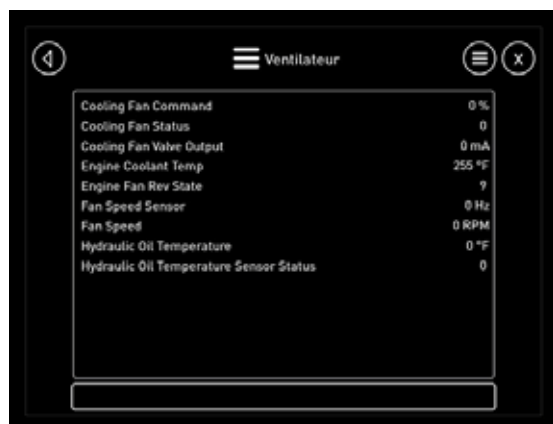 Ventilateur
X
Cooling Fan Command 0 %
Cooling Fan Status 0
Cooling Fan Valve Output 0 mA
Engine Coolant Temp 255 °F
Engine Fan Rev State ?
Fan Speed Sensor 0 Hz
Fan Speed 0 RPM
Hydraulic Oil Temperature 0 °F
Hydraulic Oil Temperature Sensor Status 0